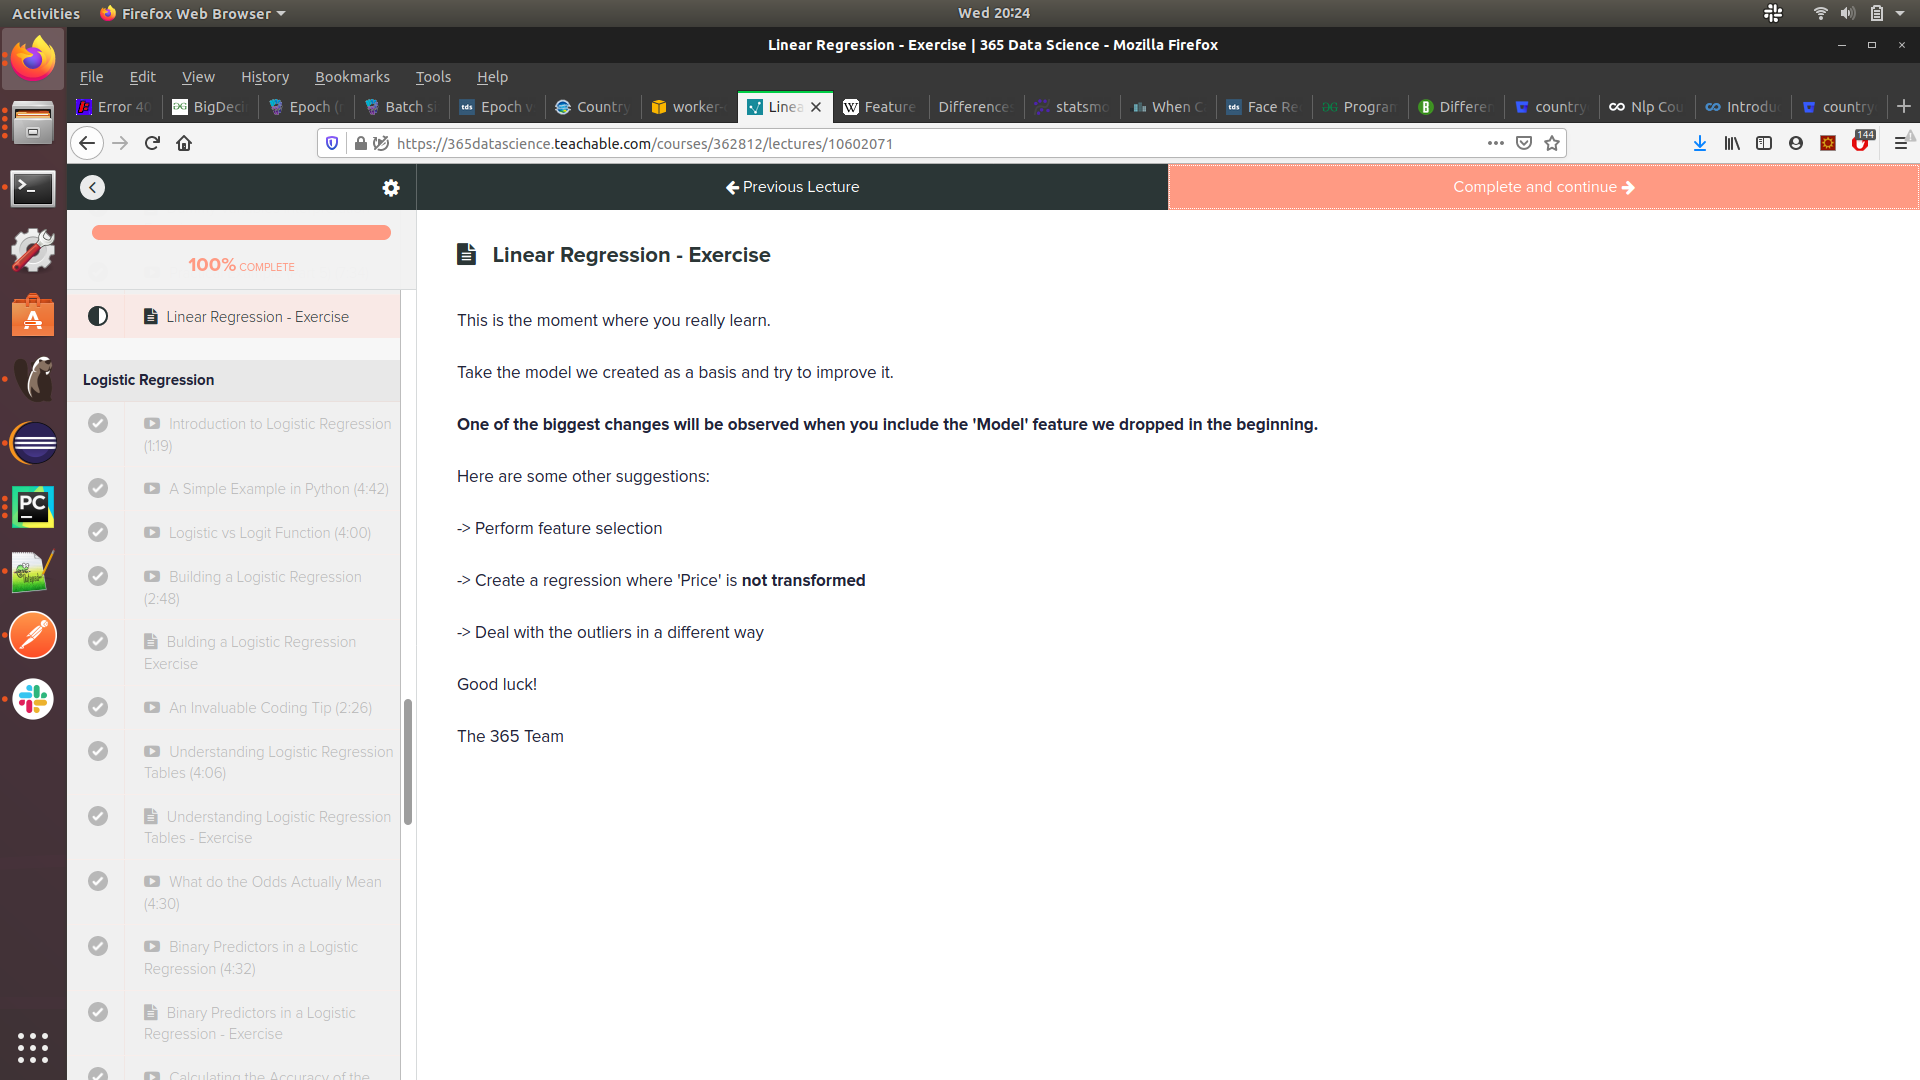 Activities Firefox Web Browser Wed 20:24
Linear Regression - Exercise | 365 Data Science - Mozilla Firefox
File Edit View History Bookmarks Tools Help
Error 40 BigDeci Epoch ( Batch si Epoch v Country worker- Linea Feature Difference statsmo When C Face Re Program Differen country Nlp Cou Introdu country
https://365datascience.teachable.com/courses/362812/lectures/10602071 144
Previous Lecture Complete and continue
100% COMPLETE
Linear Regression - Exercise
Logistic Regression
Introduction to Logistic Regression
(1:19)
A Simple Example in Python (4:42)
Logistic vs Logit Function (4:00)
Building a Logistic Regression
(2:48)
Bulding a Logistic Regression
Exercise
An Invaluable Coding Tip (2:26)
Understanding Logistic Regression
Tables (4:06)
Understanding Logistic Regression
Tables - Exercise
What do the Odds Actually Mean
(4:30)
Binary Predictors in a Logistic
Regression (4:32)
Binary Predictors in a Logistic
Regression - Exercise
Calculating the Accuracy of the
Linear Regression - Exercise
This is the moment where you really learn.
Take the model we created as a basis and try to improve it.
One of the biggest changes will be observed when you include the 'Model' feature we dropped in the beginning.
Here are some other suggestions:
-> Perform feature selection
-> Create a regression where 'Price' is not transformed
-> Deal with the outliers in a different way
Good luck!
The 365 Team